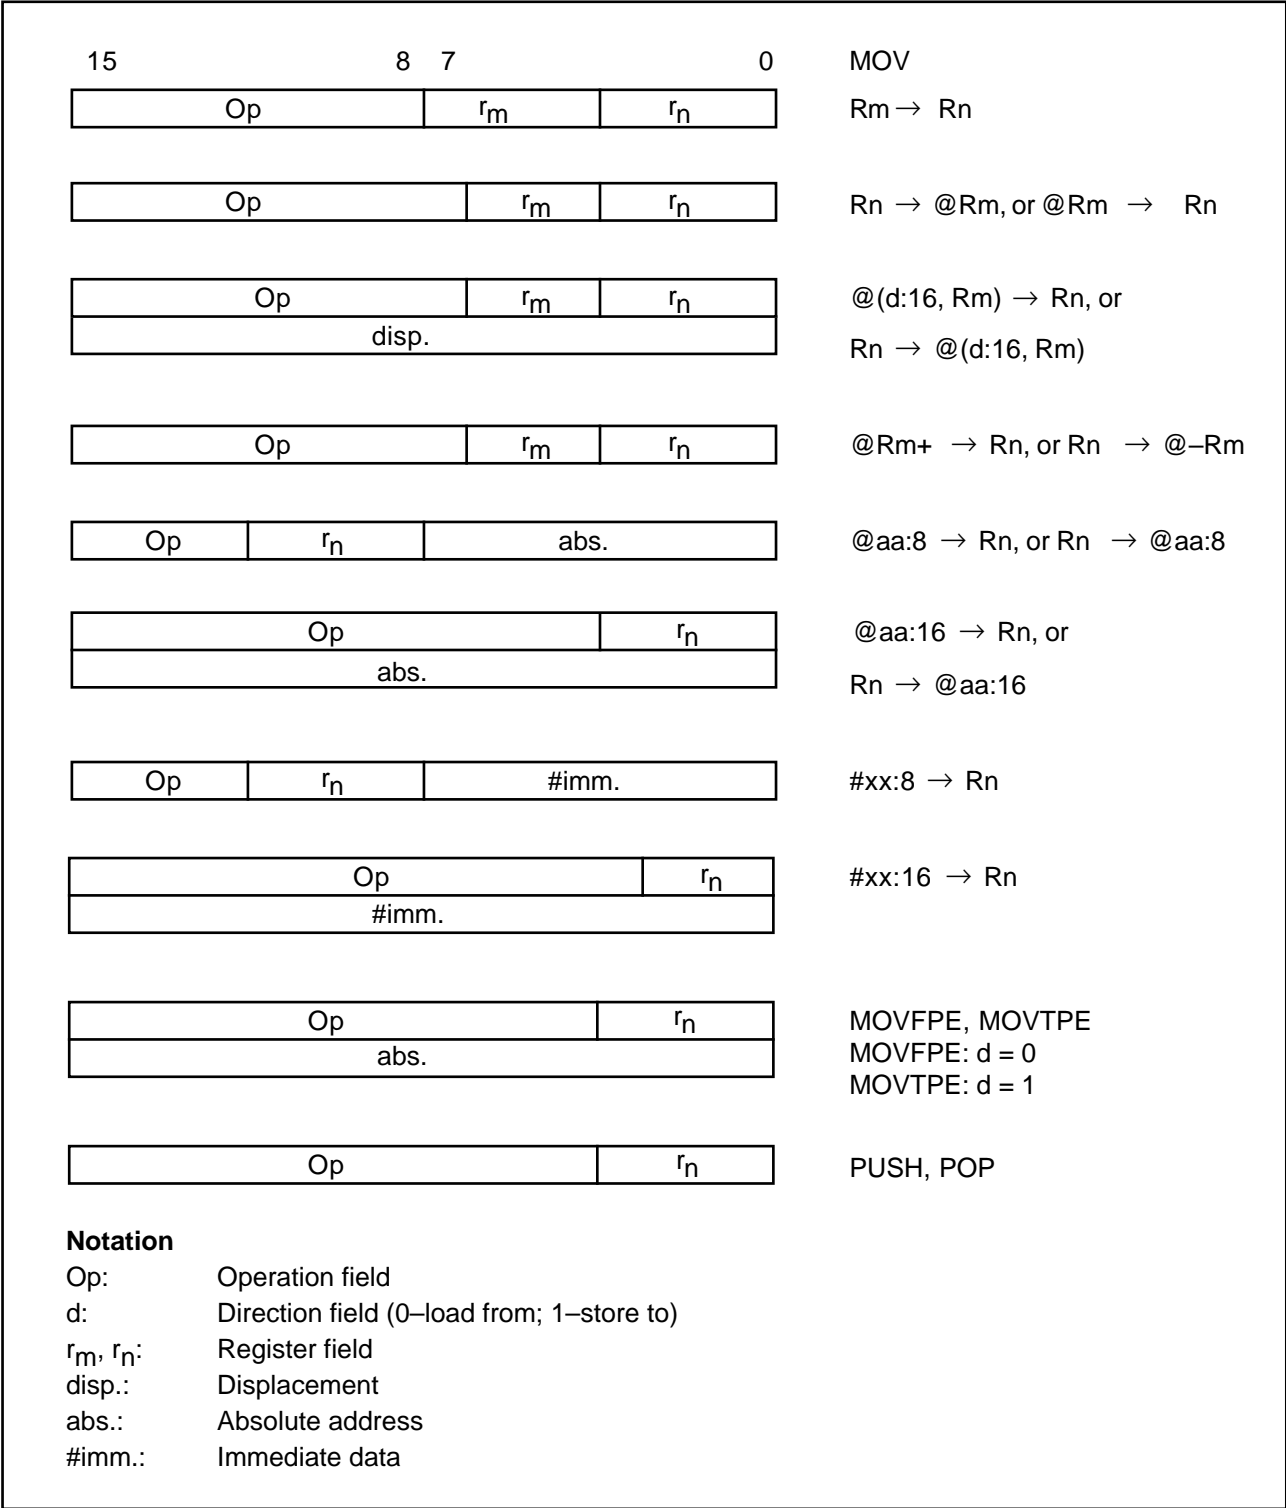 15 8 7 0 MOV
Op rm rn Rm → Rn
Op rm rn Rn → @Rm, or @Rm → Rn
Op rm rn @(d:16, Rm) → Rn, or
disp. Rn → @(d:16, Rm)
Op rm rn @Rm+ → Rn, or Rn → @–Rm
Op rn abs. @aa:8 → Rn, or Rn → @aa:8
Op rn @aa:16 → Rn, or
abs. Rn → @aa:16
Op rn #imm. #xx:8 → Rn
Op rn #xx:16 → Rn
#imm.
Op rn MOVFPE, MOVTPE
abs. MOVFPE: d = 0
MOVTPE: d = 1
Op rn PUSH, POP
Notation
Op: Operation field
d: Direction field (0–load from; 1–store to)
rm, rn: Register field
disp.: Displacement
abs.: Absolute address
#imm.: Immediate data